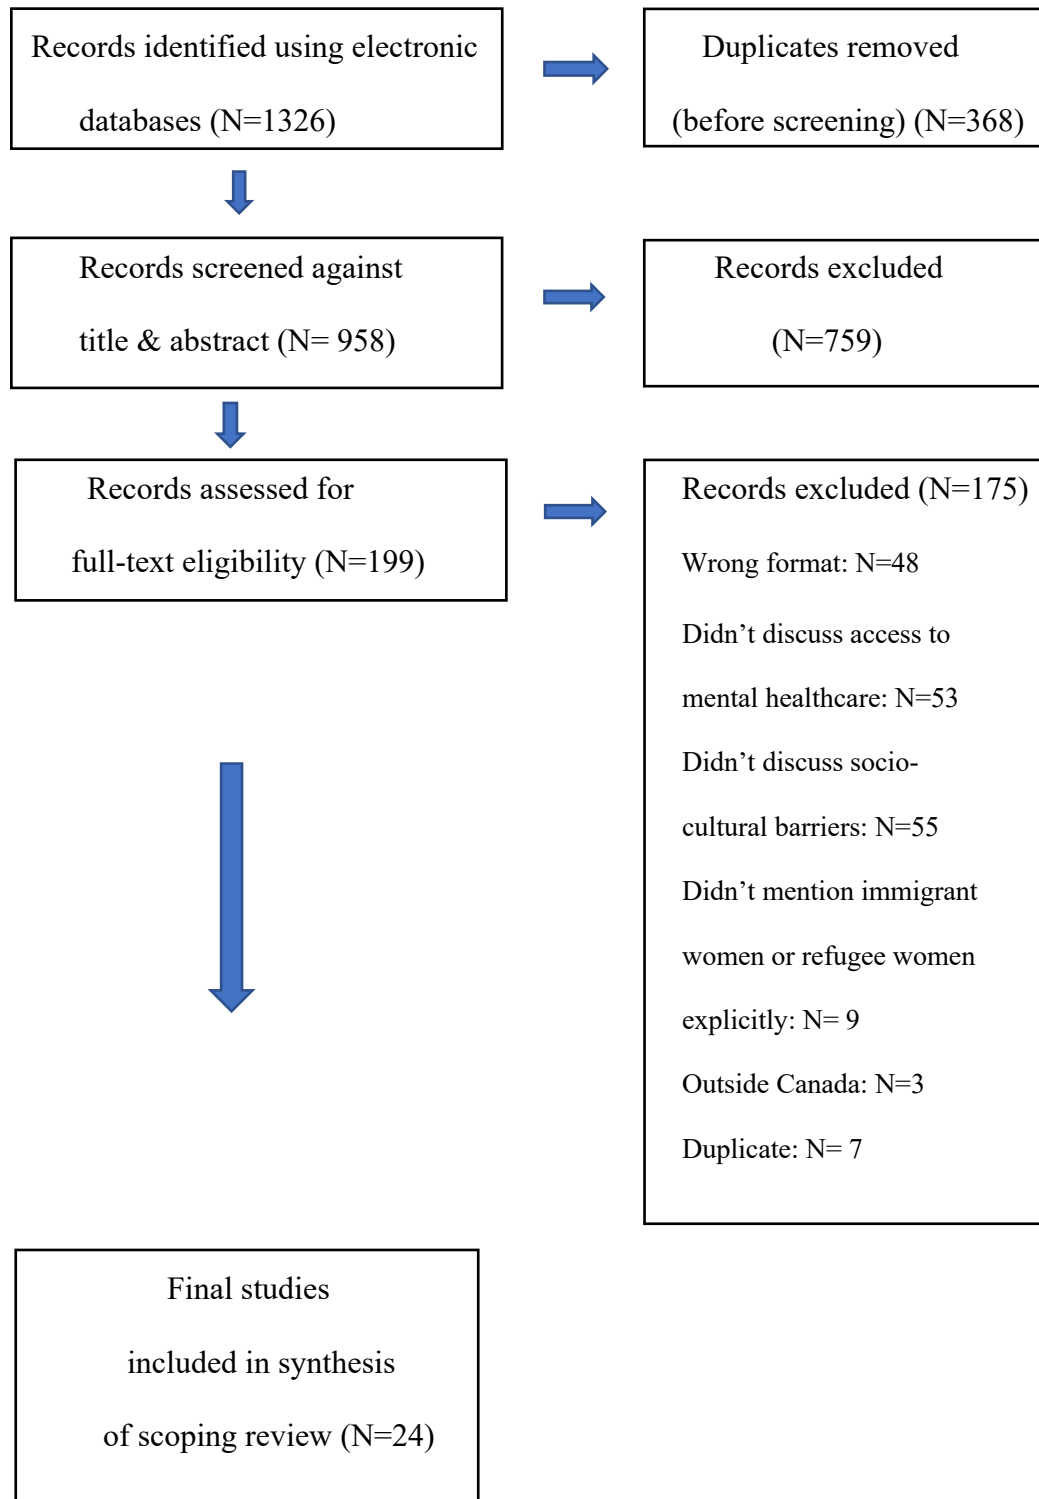 Records identified using electronic
databases (N=1326)
Duplicates removed
(before screening) (N=368)
Records screened against
title & abstract (N= 958)
Records excluded
(N=759)
Records assessed for
full-text eligibility (N=199)
Records excluded (N=175)
Wrong format: N=48
Didn’t discuss access to
mental healthcare: N=53
Didn’t discuss socio-
cultural barriers: N=55
Didn’t mention immigrant
women or refugee women
explicitly: N= 9
Outside Canada: N=3
Duplicate: N= 7
Final studies
included in synthesis
of scoping review (N=24)